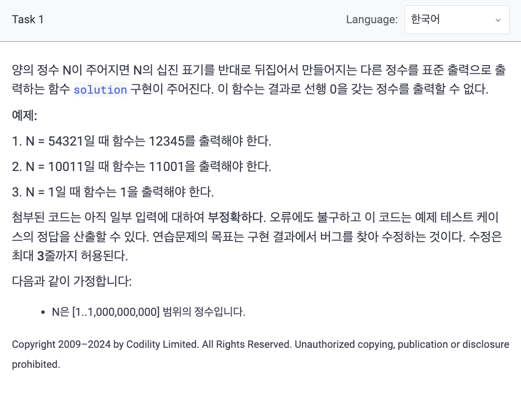 Task 1
Language: 한국어
양의 정수 N이 주어지면 N의 십진 표기를 반대로 뒤집어서 만들어지는 다른 정수를 표준 출력으로 출
력하는 함수 solution 구현이 주어진다. 이 함수는 결과로 선행 0을 갖는 정수를 출력할 수 없다.
예제:
1. N = 54321일 때 함수는 12345를 출력해야 한다.
2. N = 10011일 때 함수는 11001을 출력해야 한다.
3. N = 1일 때 함수는 1을 출력해야 한다.
첨부된 코드는 아직 일부 입력에 대하여 부정확하다. 오류에도 불구하고 이 코드는 예제 테스트 케이
스의 정답을 산출할 수 있다. 연습문제의 목표는 구현 결과에서 버그를 찾아 수정하는 것이다. 수정은
최대 3줄까지 허용된다.
다음과 같이 가정합니다:
• N은 [1..1,000,000,000] 범위의 정수입니다.
Copyright 2009–2024 by Codility Limited. All Rights Reserved. Unauthorized copying, publication or disclosure
prohibited.